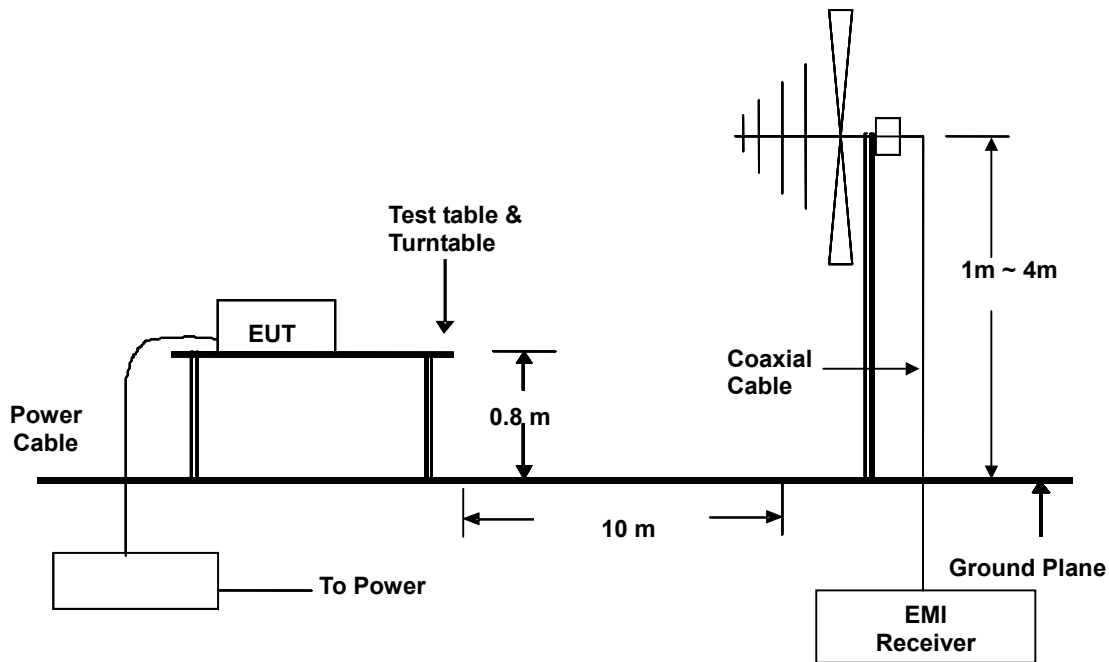 Test table &
Turntable
1m ~ 4m
EUT
Coaxial
Cable
0.8 m
Power
Cable
10 m
Ground Plane
To Power
EMI
Receiver